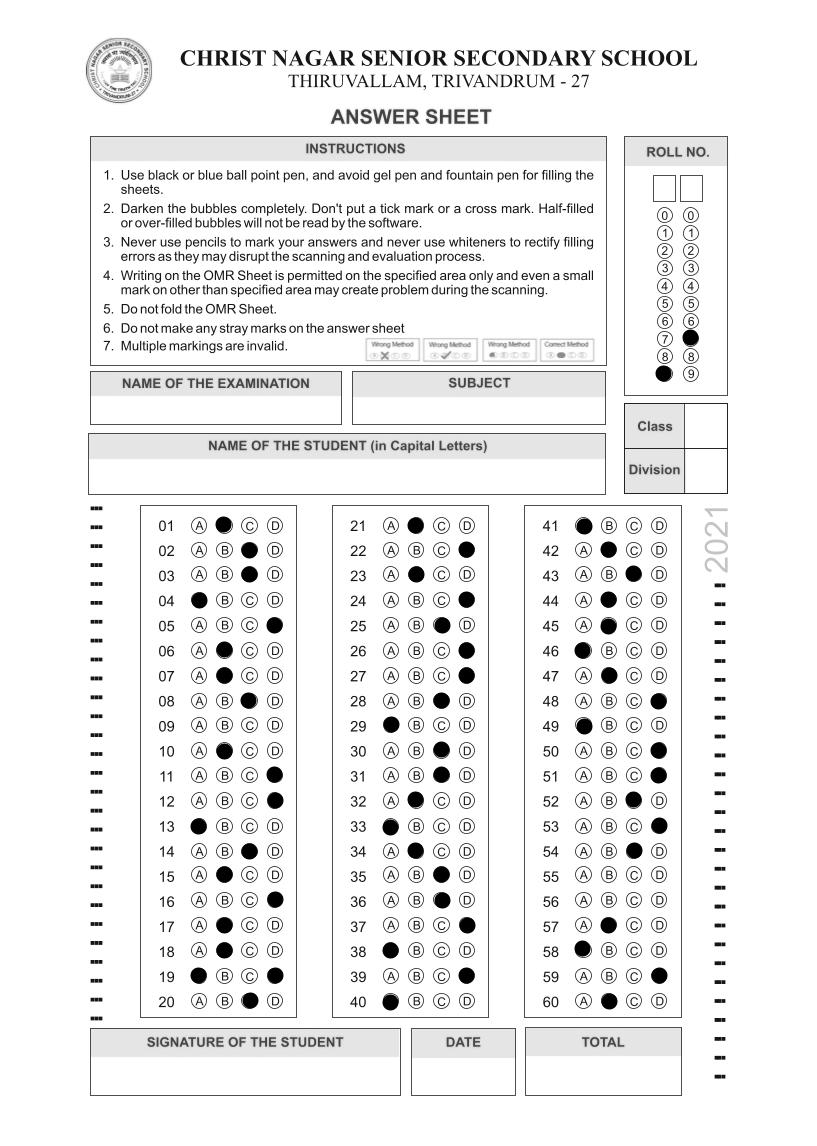 CHRIST NAGAR SENIOR SECONDARY SCHOOL
THIRUVALLAM, TRIVANDRUM - 27
ANSWER SHEET
INSTRUCTIONS
1. Use black or blue ball point pen, and avoid gel pen and fountain pen for filling the
sheets.
2. Darken the bubbles completely. Don't put a tick mark or a cross mark. Half-filled
or over-filled bubbles will not be read by the software.
3. Never use pencils to mark your answers and never use whiteners to rectify filling
errors as they may disrupt the scanning and evaluation process.
4. Writing on the OMR Sheet is permitted on the specified area only and even a small
mark on other than specified area may create problem during the scanning.
5. Do not fold the OMR Sheet.
6. Do not make any stray marks on the answer sheet
7. Multiple markings are invalid.
Wrong Method Wrong Method Wrong Method Correct Method
ROLL NO.
0 0
1 1
2 2
3 3
4 4
5 5
6 6
7
8 8
9
NAME OF THE EXAMINATION
SUBJECT
NAME OF THE STUDENT (in Capital Letters)
Class
Division
2021
01 A C D
02 A B D
03 A B D
04 B C D
05 A B C
06 A C D
07 A C D
08 A B D
09 A B C D
10 A C D
11 A B C
12 A B C
13 B C D
14 A B D
15 A C D
16 A B C
17 A C D
18 A C D
19 B C
20 A B D
21 A C D
22 A B C
23 A C D
24 A B C
25 A B D
26 A B C
27 A B C
28 A B D
29 B C D
30 A B D
31 A B D
32 A C D
33 B C D
34 A C D
35 A B D
36 A B D
37 A B C
38 B C D
39 A B C
40 B C D
41 B C D
42 A C D
43 A B D
44 A C D
45 A C D
46 B C D
47 A C D
48 A B C
49 B C D
50 A B C
51 A B C
52 A B D
53 A B C
54 A B D
55 A B C D
56 A B C D
57 A C D
58 B C D
59 A B C
60 A C D
SIGNATURE OF THE STUDENT
DATE
TOTAL